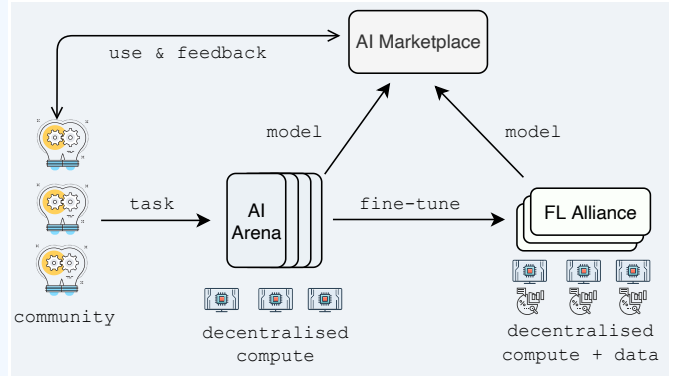 AI Marketplace
use & feedback
model
model
task
AI
Arena
fine-tune
FL Alliance
community
decentralised
compute
decentralised
compute + data